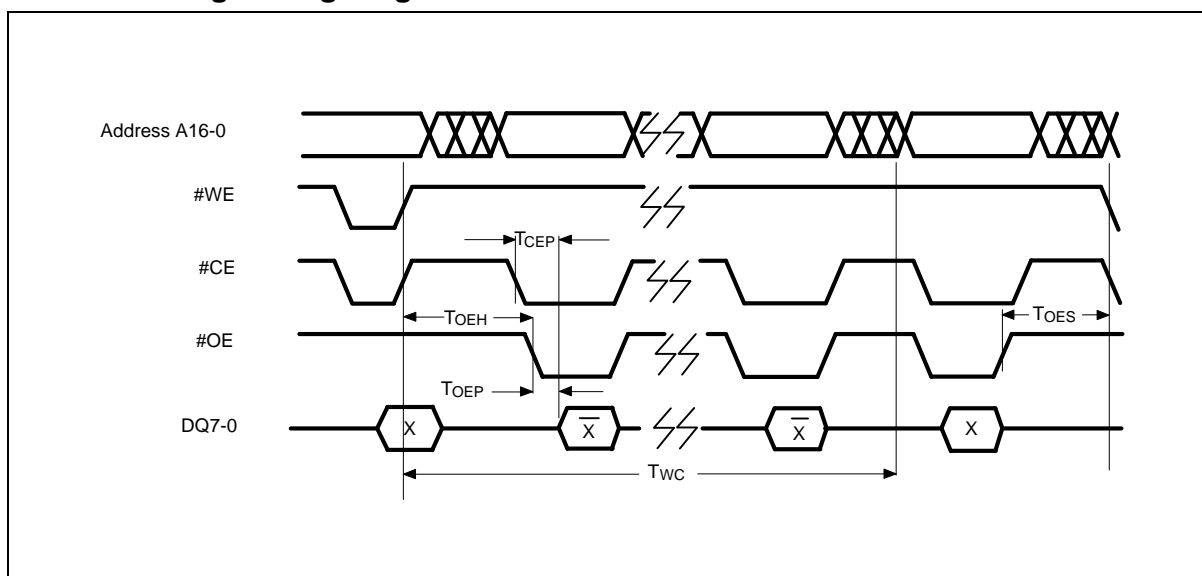 Address A16-0
#WE
TCEP
#CE
TOEH
TOES
#OE
TOEP
DQ7-0
X
X̅
X̅
X
TWC